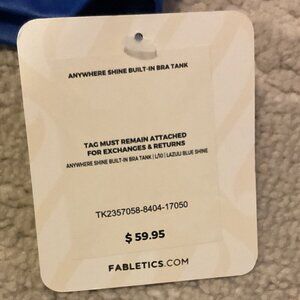 ANYWHERE SHINE BUILT-IN BRA TANK
TAG MUST REMAIN ATTACHED
FOR EXCHANGES & RETURNS
ANYWHERE SHINE BUILT-IN BRA TANK | L/10 | LAZULI BLUE SHINE
TK2357058-8404-17050
$ 59.95
FABLETICS.COM